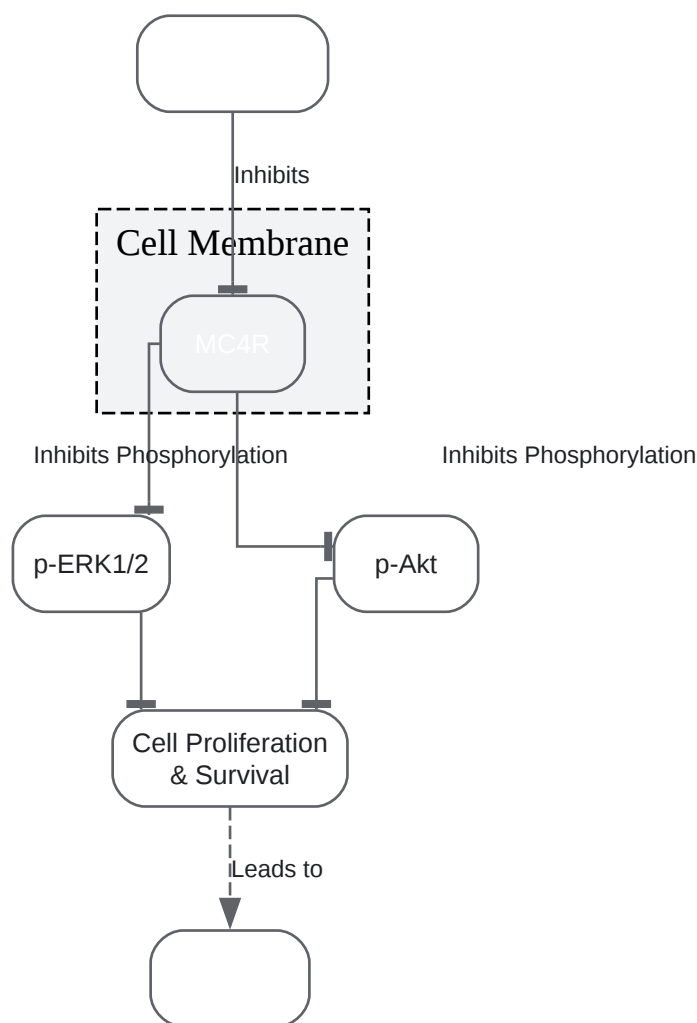 Inhibits
Cell Membrane
MC4R
Inhibits Phosphorylation
Inhibits Phosphorylation
p-ERK1/2
p-Akt
Cell Proliferation
& Survival
Leads to